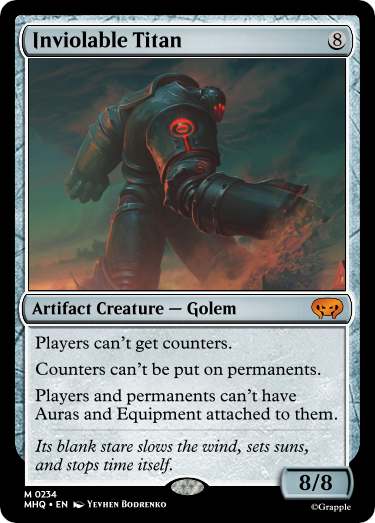 Inviolable Titan 8
Artifact Creature — Golem
Players can't get counters.
Counters can't be put on permanents.
Players and permanents can't have
Auras and Equipment attached to them.
Its blank stare slows the wind, sets suns,
and stops time itself.
8/8
M 0234
MHQ • EN Yevhen Bodrenko
©Grapple